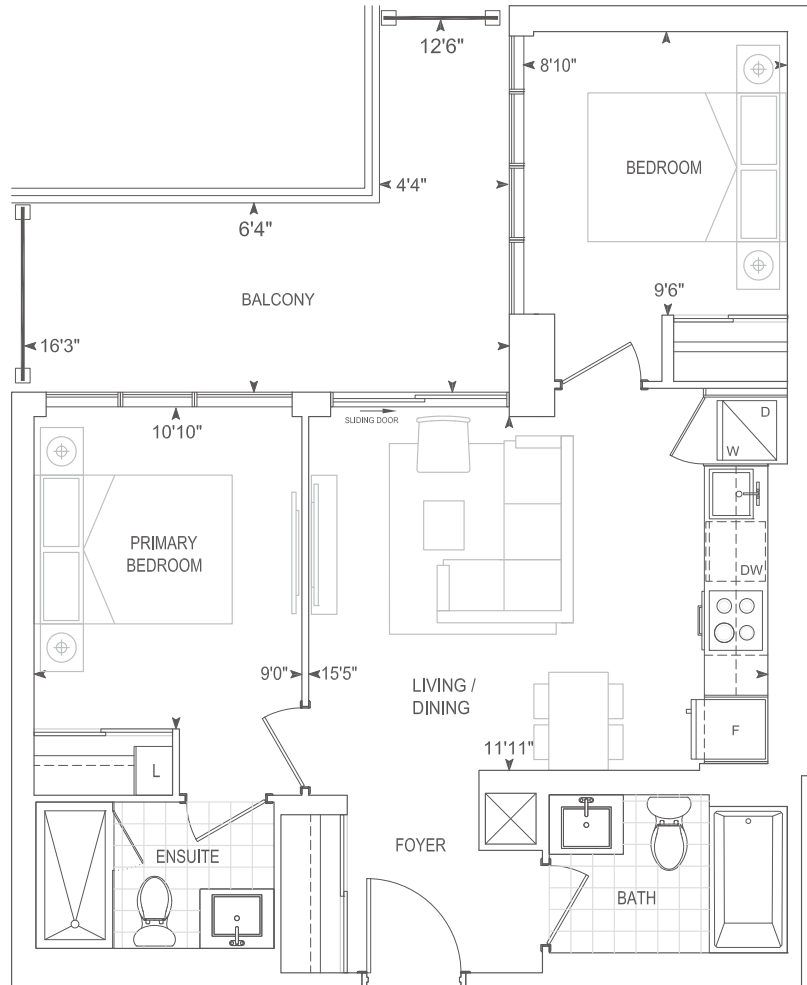 12'6"
8'10"
BEDROOM
4'4"
6'4"
BALCONY
9'6"
16'3"
10'10"
SLIDING DOOR
D
W
PRIMARY
BEDROOM
DW
9'0"
15'5"
LIVING /
DINING
F
11'11"
L
FOYER
ENSUITE
BATH